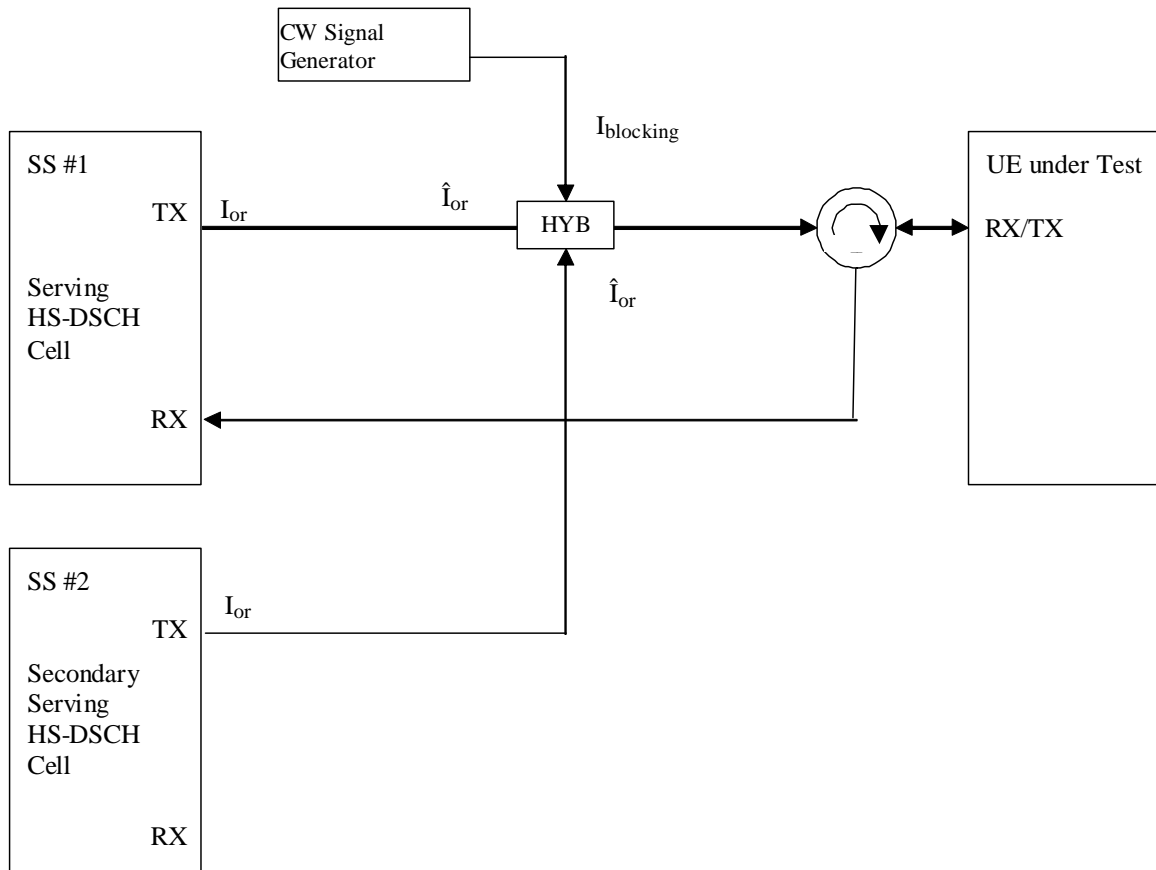 CW Signal
Generator
I_blocking
SS #1
TX
I_or
Î_or
HYB
UE under Test
RX/TX
Serving
HS-DSCH
Cell
Î_or
RX
SS #2
I_or
TX
Secondary
Serving
HS-DSCH
Cell
RX